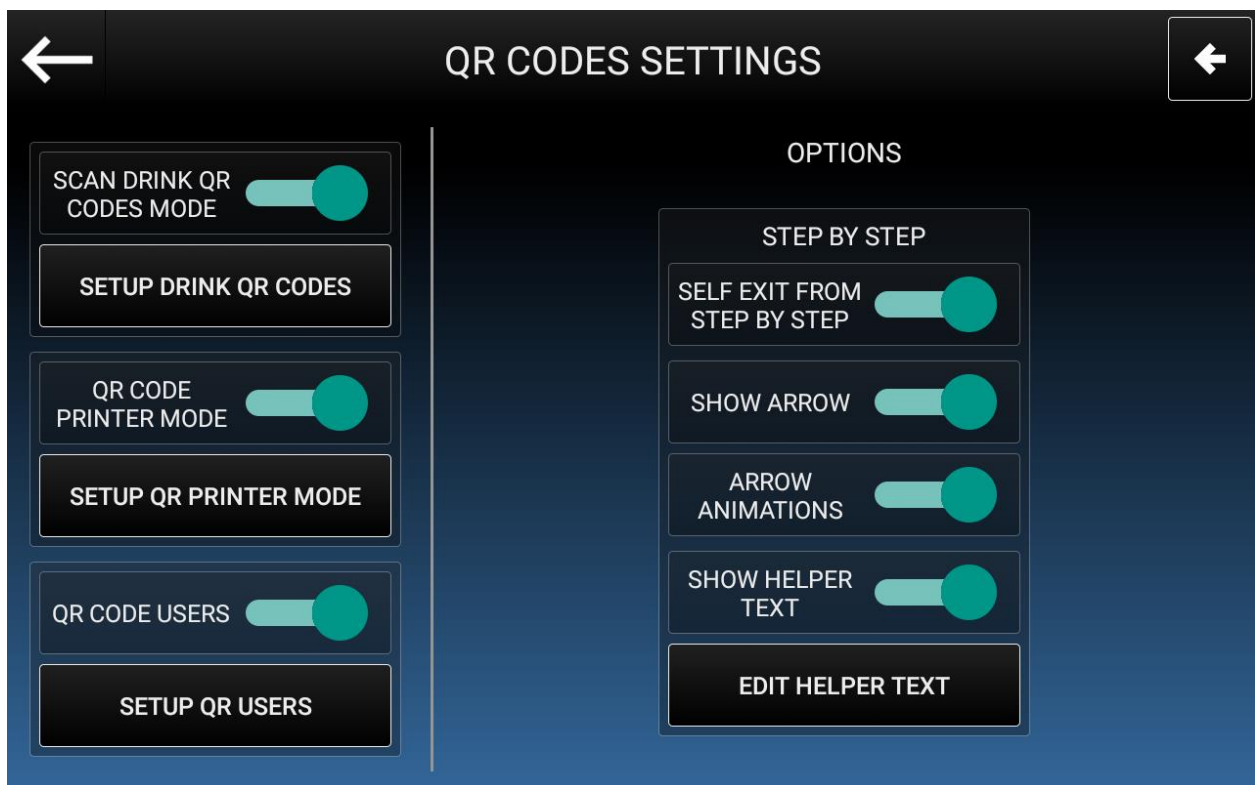 QR CODES SETTINGS
SCAN DRINK QR
CODES MODE
SETUP DRINK QR CODES
QR CODE
PRINTER MODE
SETUP QR PRINTER MODE
QR CODE USERS
SETUP QR USERS
OPTIONS
STEP BY STEP
SELF EXIT FROM
STEP BY STEP
SHOW ARROW
ARROW
ANIMATIONS
SHOW HELPER
TEXT
EDIT HELPER TEXT